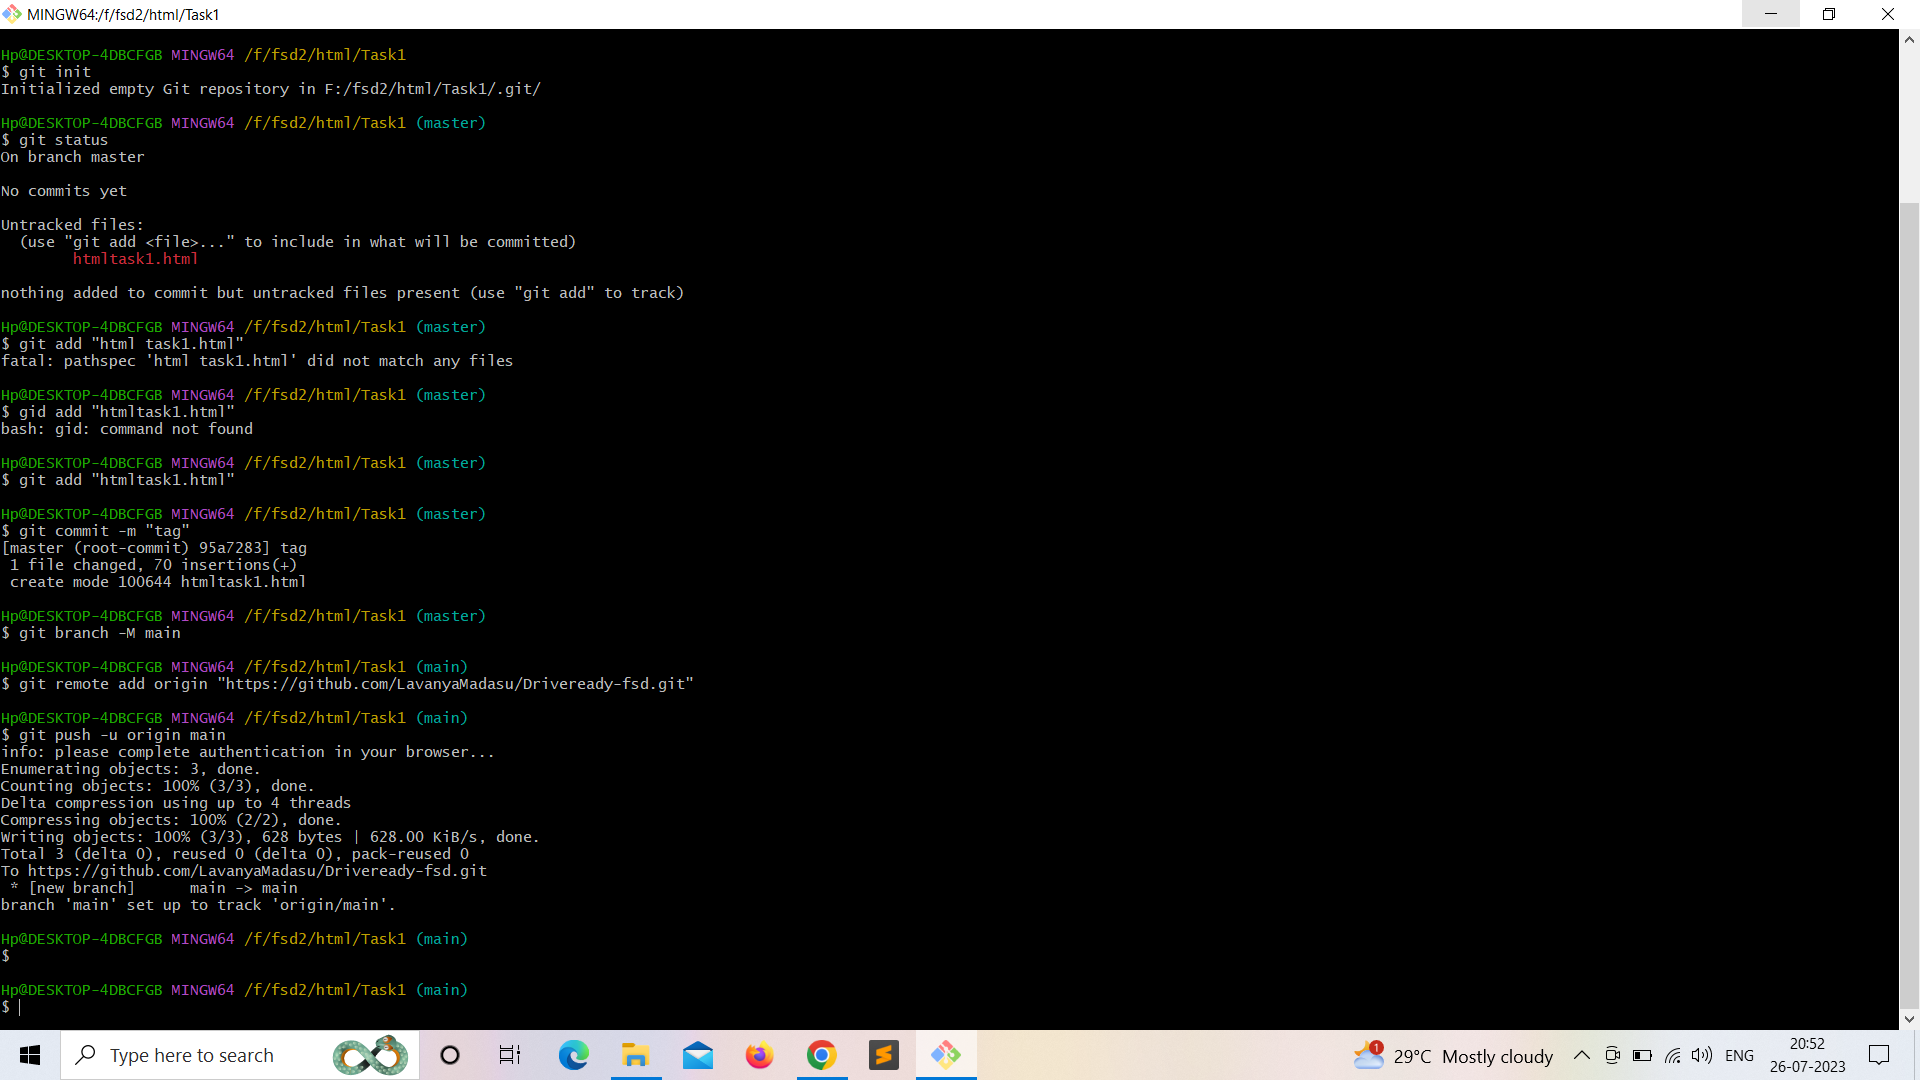 MINGW64:/f/fsd2/html/Task1
Hp@DESKTOP-4DBCFGB MINGW64 /f/fsd2/html/Task1
$ git init
Initialized empty Git repository in F:/fsd2/html/Task1/.git/
Hp@DESKTOP-4DBCFGB MINGW64 /f/fsd2/html/Task1 (master)
$ git status
On branch master
No commits yet
Untracked files:
(use "git add <file>..." to include in what will be committed)
htmltask1.html
nothing added to commit but untracked files present (use "git add" to track)
Hp@DESKTOP-4DBCFGB MINGW64 /f/fsd2/html/Task1 (master)
$ git add "html task1.html"
fatal: pathspec 'html task1.html' did not match any files
Hp@DESKTOP-4DBCFGB MINGW64 /f/fsd2/html/Task1 (master)
$ gid add "htmltask1.html"
bash: gid: command not found
Hp@DESKTOP-4DBCFGB MINGW64 /f/fsd2/html/Task1 (master)
$ git add "htmltask1.html"
Hp@DESKTOP-4DBCFGB MINGW64 /f/fsd2/html/Task1 (master)
$ git commit -m "tag"
[master (root-commit) 95a7283] tag
1 file changed, 70 insertions(+)
create mode 100644 htmltask1.html
Hp@DESKTOP-4DBCFGB MINGW64 /f/fsd2/html/Task1 (master)
$ git branch -M main
Hp@DESKTOP-4DBCFGB MINGW64 /f/fsd2/html/Task1 (main)
$ git remote add origin "https://github.com/LavanyaMadasu/Driveready-fsd.git"
Hp@DESKTOP-4DBCFGB MINGW64 /f/fsd2/html/Task1 (main)
$ git push -u origin main
info: please complete authentication in your browser...
Enumerating objects: 3, done.
Counting objects: 100% (3/3), done.
Delta compression using up to 4 threads
Compressing objects: 100% (2/2), done.
Writing objects: 100% (3/3), 628 bytes | 628.00 KiB/s, done.
Total 3 (delta 0), reused 0 (delta 0), pack-reused 0
To https://github.com/LavanyaMadasu/Driveready-fsd.git
* [new branch] main -> main
branch 'main' set up to track 'origin/main'.
Hp@DESKTOP-4DBCFGB MINGW64 /f/fsd2/html/Task1 (main)
$
Hp@DESKTOP-4DBCFGB MINGW64 /f/fsd2/html/Task1 (main)
$
Type here to search
1
29°C Mostly cloudy
ENG
20:52
26-07-2023